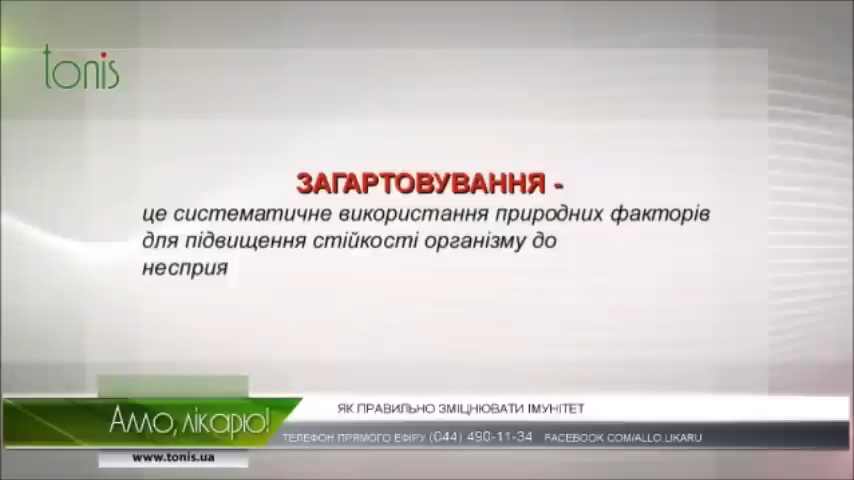 tonis
ЗАГАРТОВУВАННЯ -
це систематичне використання природних факторів
для підвищення стійкості організму до
несприя
ЯК ПРАВИЛЬНО ЗМІЦНЮВАТИ ІМУНІТЕТ
Алло, лікарю!
ТЕЛЕФОН ПРЯМОГО ЕФІРУ (044) 490-11-34 FACEBOOK COM/ALLO LIKARU
www.tonis.ua